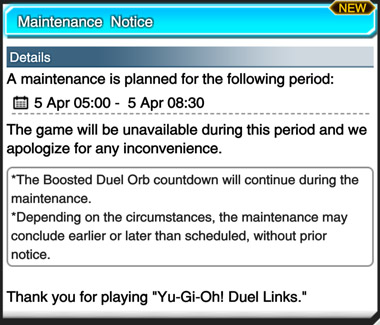 NEW
Maintenance Notice
Details
A maintenance is planned for the following period:
5 Apr 05:00 - 5 Apr 08:30
The game will be unavailable during this period and we
apologize for any inconvenience.
*The Boosted Duel Orb countdown will continue during the
maintenance.
*Depending on the circumstances, the maintenance may
conclude earlier or later than scheduled, without prior
notice.
Thank you for playing "Yu-Gi-Oh! Duel Links."